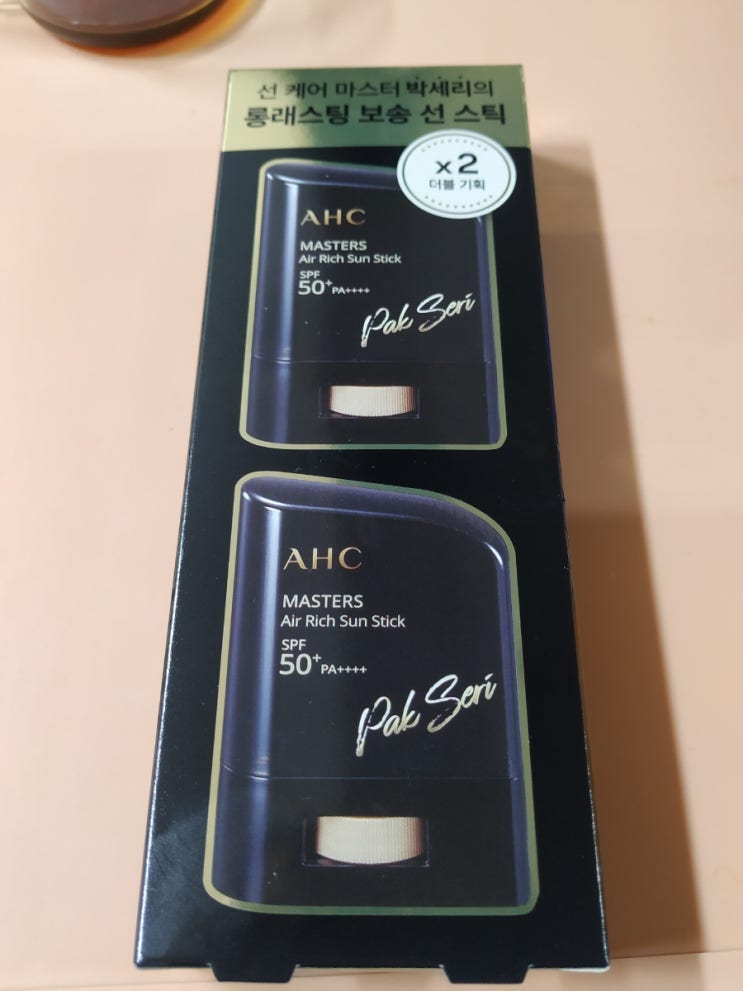 선 케어 마스터 박세리의
롱래스팅 보송 선 스틱
x2
더블 기획
AHC
MASTERS
Air Rich Sun Stick
SPF
50+ PA++++
Pak Seri
AHC
MASTERS
Air Rich Sun Stick
SPF
50+ PA++++
Pak Seri